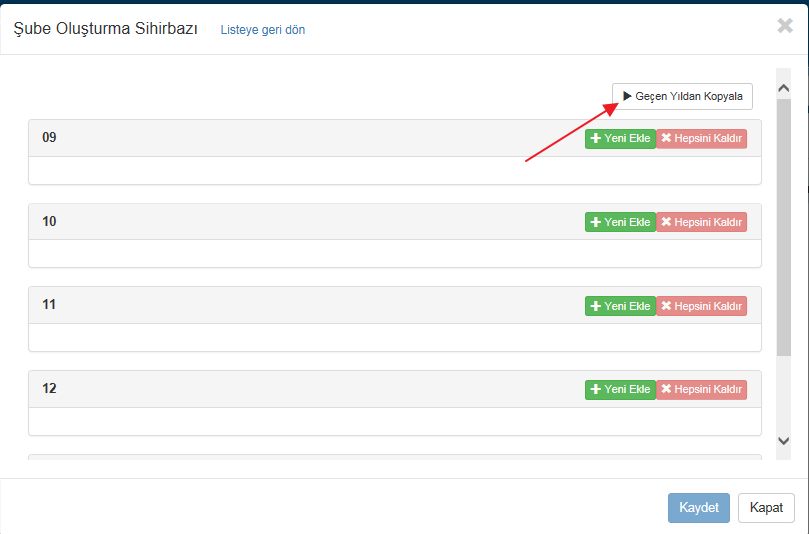 Şube Oluşturma Sihirbazı Listeye geri dön
Geçen Yıldan Kopyala
09 Yeni Ekle Hepsini Kaldır
10 Yeni Ekle Hepsini Kaldır
11 Yeni Ekle Hepsini Kaldır
12 Yeni Ekle Hepsini Kaldır
Kaydet Kapat